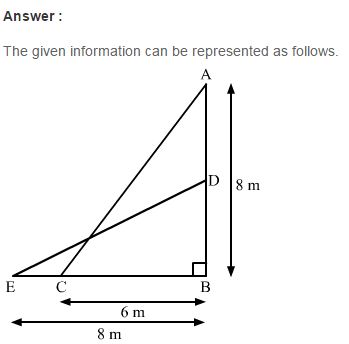 Answer :
The given information can be represented as follows.
A
D
8 m
E
C
B
6 m
8 m